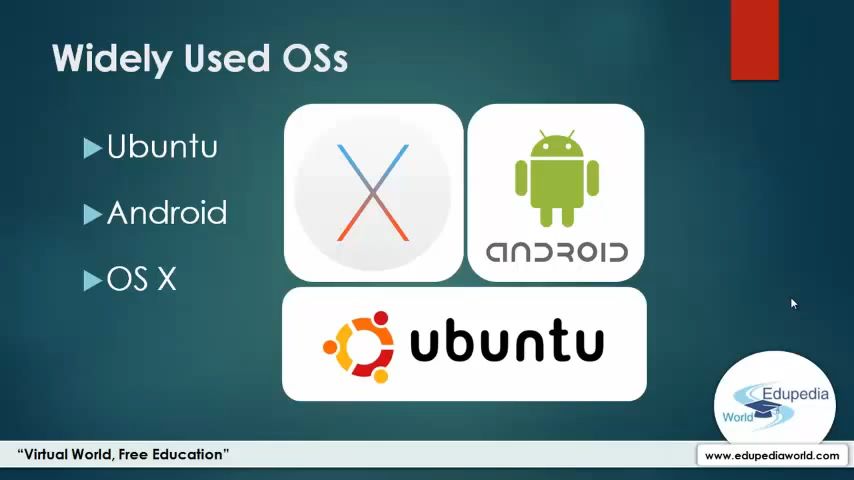 Widely Used OSs
Ubuntu
Android
OS X
ANDROID
ubuntu
Edupedia
World
“Virtual World, Free Education”
www.edupediaworld.com